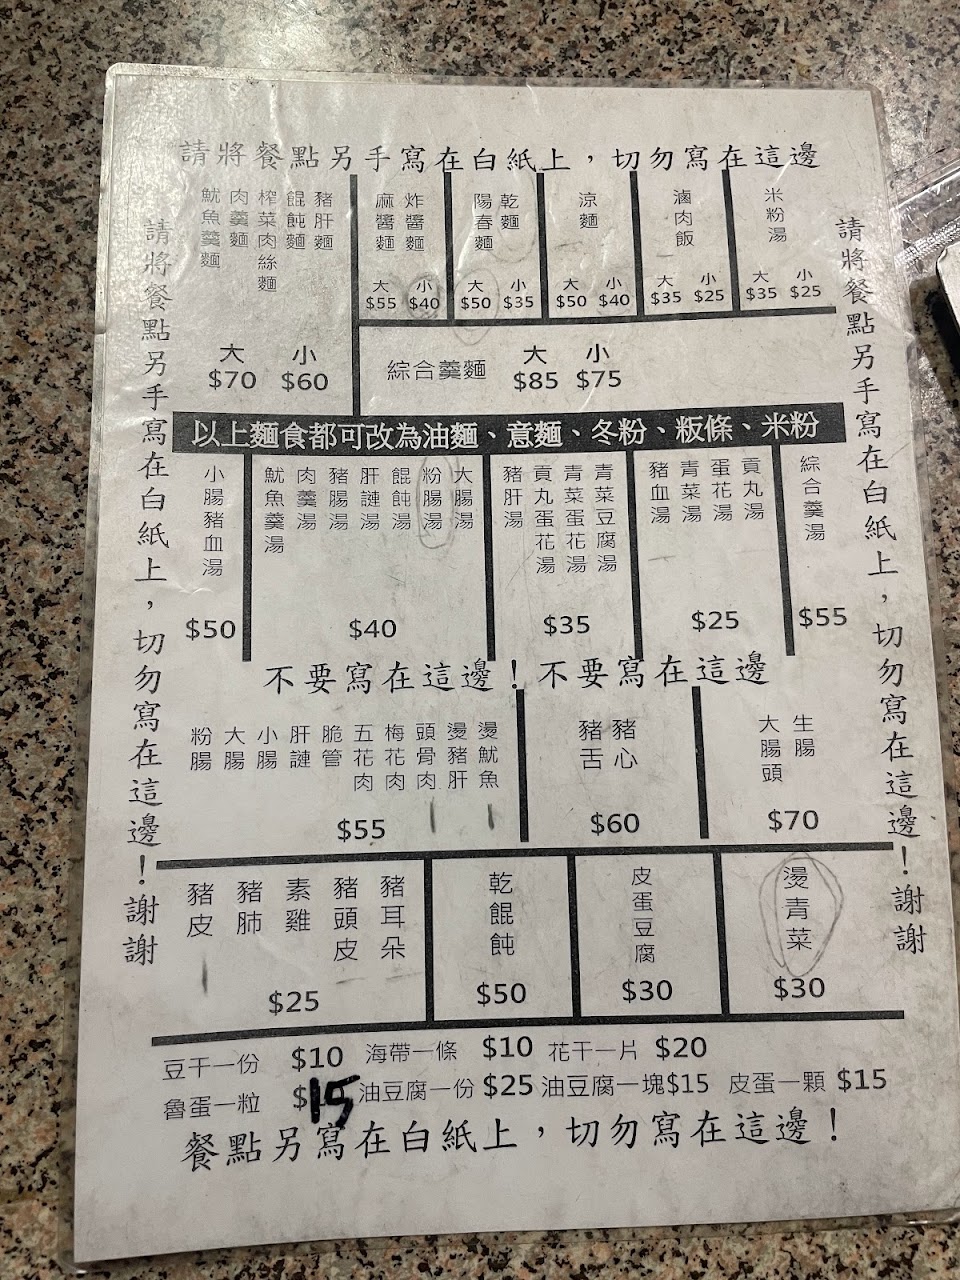 請將餐點另手寫在白紙上，切勿寫在這邊
請將餐點另手寫在白紙上，切勿寫在這邊！謝謝
魷魚羹麵
肉羹麵
榨菜肉絲麵
餛飩麵
豬肝麵
大 小
$70 $60
麻醬麵
炸醬麵
大 小
$55 $40
陽春麵
乾麵
大 小
$50 $35
涼麵
大 小
$50 $40
滷肉飯
大 小
$35 $25
米粉湯
大 小
$35 $25
綜合羹麵
大 小
$85 $75
以上麵食都可改為油麵、意麵、冬粉、粄條、米粉
小腸豬血湯
$50
魷魚羹湯
肉羹湯
豬腸湯
肝連湯
餛飩湯
粉腸湯
大腸湯
$40
豬肝湯
貢丸蛋花湯
青菜蛋花湯
青菜豆腐湯
$35
豬血湯
青菜湯
蛋花湯
貢丸湯
$25
綜合羹湯
$55
不要寫在這邊！不要寫在這邊
粉腸
大腸
小腸
肝連
脆管
五花肉
梅花肉
頭骨肉
燙豬肝
燙魷魚
$55
豬舌
豬心
$60
大腸頭
生腸
$70
豬皮
豬肺
素雞
豬頭皮
豬耳朵
$25
乾餛飩
$50
皮蛋豆腐
$30
燙青菜
$30
豆干一份 $10 海帶一條 $10 花干一片 $20
魯蛋一粒 $15 油豆腐一份 $25 油豆腐一塊$15 皮蛋一顆 $15
餐點另寫在白紙上，切勿寫在這邊！
請將餐點另手寫在白紙上，切勿寫在這邊！謝謝